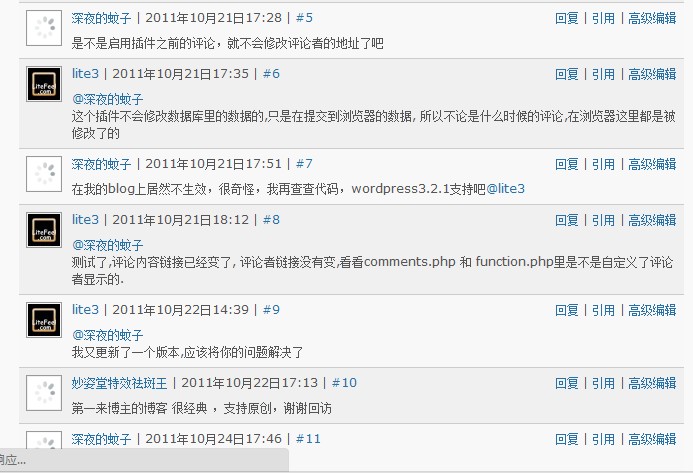 深夜的蚊子 | 2011年10月21日17:28 | #5 回复 | 引用 | 高级编辑
是不是启用插件之前的评论，就不会修改评论者的地址了吧
LiteFee
.com
lite3 | 2011年10月21日17:35 | #6 回复 | 引用 | 高级编辑
@深夜的蚊子
这个插件不会修改数据库里的数据的,只是在提交到浏览器的数据, 所以不论是什么时候的评论,在浏览器这里都是被
修改了的
深夜的蚊子 | 2011年10月21日17:51 | #7 回复 | 引用 | 高级编辑
在我的blog上居然不生效，很奇怪，我再查查代码，wordpress3.2.1支持吧@lite3
LiteFee
.com
lite3 | 2011年10月21日18:12 | #8 回复 | 引用 | 高级编辑
@深夜的蚊子
测试了,评论内容链接已经变了, 评论者链接没有变,看看comments.php 和 function.php里是不是自定义了评论
者显示的.
LiteFee
.com
lite3 | 2011年10月22日14:39 | #9 回复 | 引用 | 高级编辑
@深夜的蚊子
我又更新了一个版本,应该将你的问题解决了
妙姿堂特效祛斑王 | 2011年10月22日17:13 | #10 回复 | 引用 | 高级编辑
第一来博主的博客 很经典 ，支持原创，谢谢回访
深夜的蚊子 | 2011年10月24日17:46 | #11 回复 | 引用 | 高级编辑
响应...